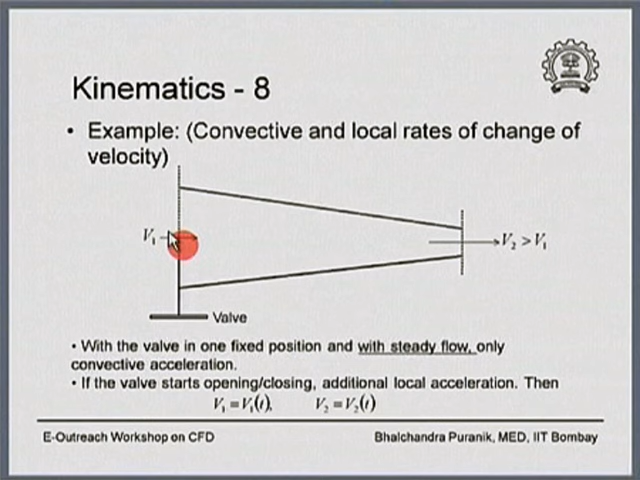 Kinematics - 8
• Example: (Convective and local rates of change of
velocity)
V₁
V₂ > V₁
Valve
• With the valve in one fixed position and with steady flow, only
convective acceleration.
• If the valve starts opening/closing, additional local acceleration. Then
V₁ = V₁(t), V₂ = V₂(t)
E-Outreach Workshop on CFD
Bhalchandra Puranik, MED, IIT Bombay